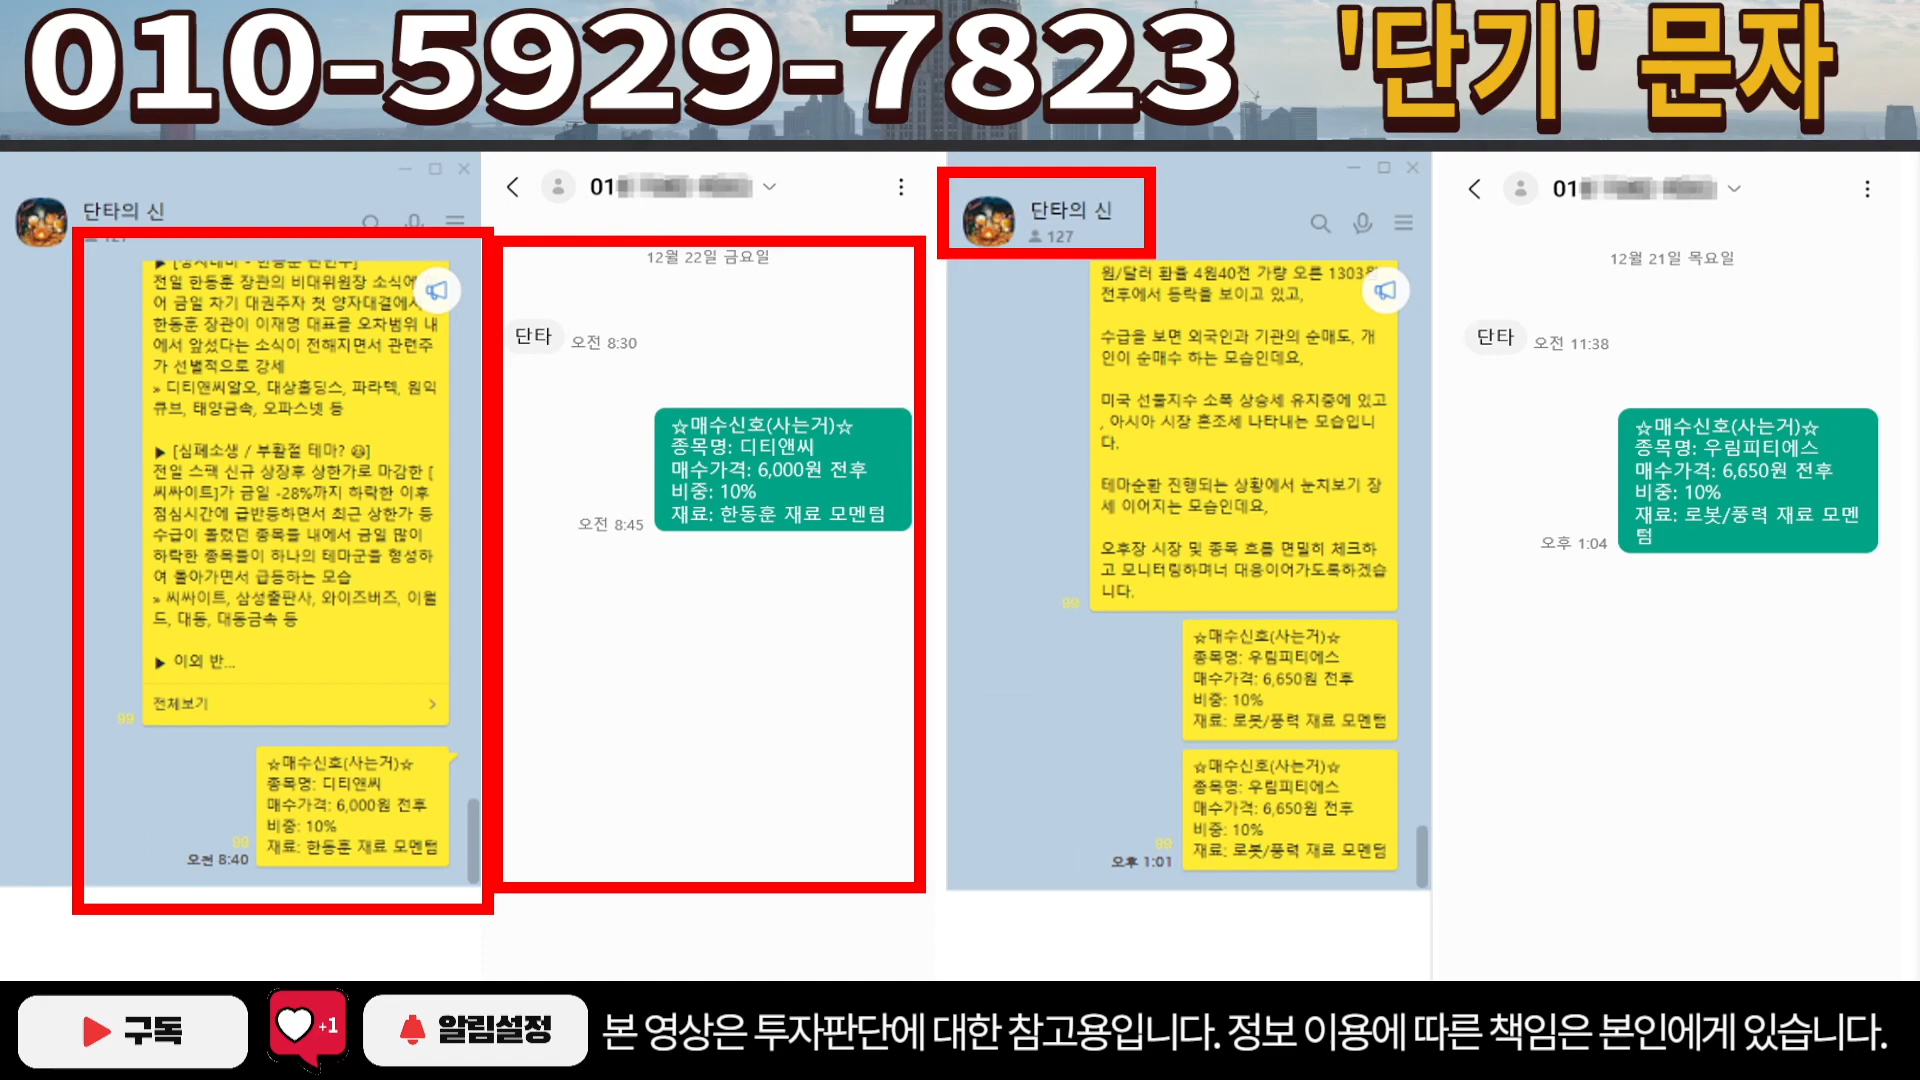 010-5929-7823 '단기' 문자
단타의 신
127
▶ [정치테마 - 한동훈 관련주]
전일 한동훈 장관의 비대위원장 소식에
어 금일 차기 대권주자 첫 양자대결에서
한동훈 장관이 이재명 대표를 오차범위 내
에서 앞섰다는 소식이 전해지면서 관련주
가 선별적으로 강세
» 디티앤씨알오, 대상홀딩스, 파라텍, 원익
큐브, 태양금속, 오파스넷 등
▶ [심폐소생 / 부활절 테마? 😂]
전일 스팩 신규 상장후 상한가로 마감한 [
씨싸이트]가 금일 -28%까지 하락한 이후
점심시간에 급반등하면서 최근 상한가 등
수급이 몰렸던 종목들 내에서 금일 많이
하락한 종목들이 하나의 테마군을 형성하
여 돌아가면서 급등하는 모습
» 씨싸이트, 삼성출판사, 와이즈버즈, 이월
드, 대동, 대동금속 등
▶ 이외 반...
전체보기
99
☆매수신호(사는거)☆
종목명: 디티앤씨
매수가격: 6,000원 전후
비중: 10%
재료: 한동훈 재료 모멘텀
99
오전 8:40
01
12월 22일 금요일
단타
오전 8:30
☆매수신호(사는거)☆
종목명: 디티앤씨
매수가격: 6,000원 전후
비중: 10%
재료: 한동훈 재료 모멘텀
오전 8:45
단타의 신
127
원/달러 환율 4원40전 가량 오른 1303원
전후에서 등락을 보이고 있고,
수급을 보면 외국인과 기관의 순매도, 개
인이 순매수 하는 모습인데요,
미국 선물지수 소폭 상승세 유지중에 있고
, 아시아 시장 혼조세 나타내는 모습입니
다.
테마순환 진행되는 상황에서 눈치보기 장
세 이어지는 모습인데요,
오후장 시장 및 종목 흐름 면밀히 체크하
고 모니터링하며너 대응이어가도록하겠습
니다.
99
☆매수신호(사는거)☆
종목명: 우림피티에스
매수가격: 6,650원 전후
비중: 10%
재료: 로봇/풍력 재료 모멘텀
☆매수신호(사는거)☆
종목명: 우림피티에스
매수가격: 6,650원 전후
비중: 10%
재료: 로봇/풍력 재료 모멘텀
99
오후 1:01
01
12월 21일 목요일
단타
오전 11:38
☆매수신호(사는거)☆
종목명: 우림피티에스
매수가격: 6,650원 전후
비중: 10%
재료: 로봇/풍력 재료 모멘
텀
오후 1:04
구독
+1
알림설정
본 영상은 투자판단에 대한 참고용입니다. 정보 이용에 따른 책임은 본인에게 있습니다.